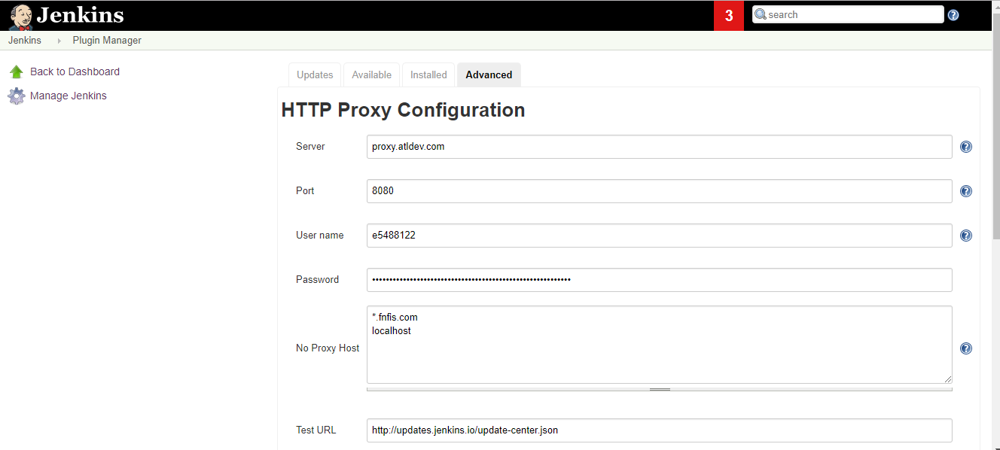 Jenkins
3
search
Jenkins
Plugin Manager
Back to Dashboard
Manage Jenkins
Updates
Available
Installed
Advanced
HTTP Proxy Configuration
Server
proxy.atldev.com
Port
8080
User name
e5488122
Password
••••••••••••••••••••••••••••••••••••••••••••••••••••••••••
No Proxy Host
*.fnfis.com
localhost
Test URL
http://updates.jenkins.io/update-center.json